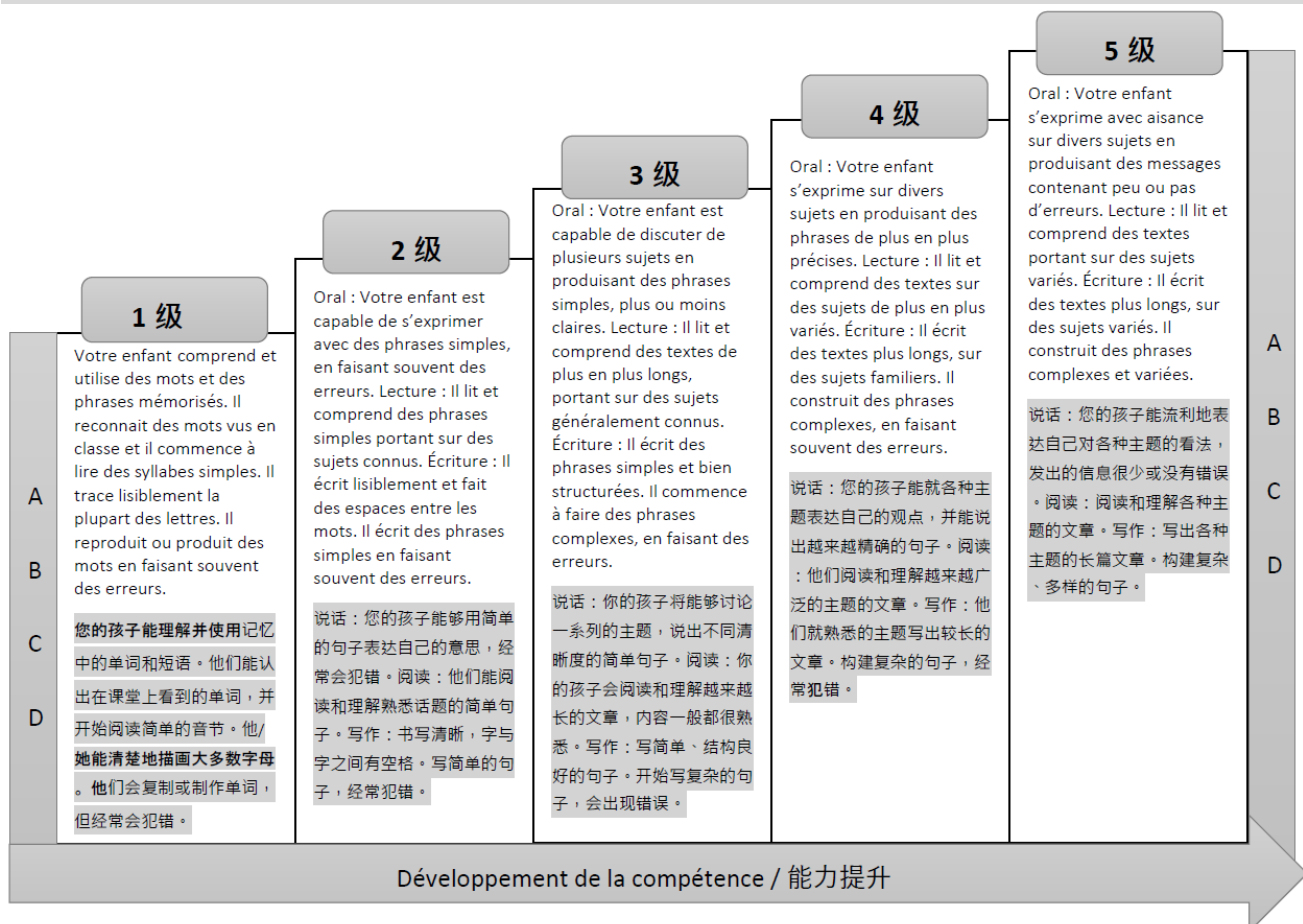 A
B
C
D
1 级
Votre enfant comprend et
utilise des mots et des
phrases mémorisés. Il
reconnait des mots vus en
classe et il commence à
lire des syllabes simples. Il
trace lisiblement la
plupart des lettres. Il
reproduit ou produit des
mots en faisant souvent
des erreurs.
您的孩子能理解并使用记忆
中的单词和短语。他们能认
出在课堂上看到的单词，并
开始阅读简单的音节。他/
她能清楚地描画大多数字母
。他们会复制或制作单词，
但经常会犯错。
2 级
Oral : Votre enfant est
capable de s’exprimer
avec des phrases simples,
en faisant souvent des
erreurs. Lecture : Il lit et
comprend des phrases
simples portant sur des
sujets connus. Écriture : Il
écrit lisiblement et fait
des espaces entre les
mots. Il écrit des phrases
simples en faisant
souvent des erreurs.
说话：您的孩子能够用简单
的句子表达自己的意思，经
常会犯错。阅读：他们能阅
读和理解熟悉话题的简单句
子。写作：书写清晰，字与
字之间有空格。写简单的句
子，经常犯错。
3 级
Oral : Votre enfant est
capable de discuter de
plusieurs sujets en
produisant des phrases
simples, plus ou moins
claires. Lecture : Il lit et
comprend des textes de
plus en plus longs,
portant sur des sujets
généralement connus.
Écriture : Il écrit des
phrases simples et bien
structurées. Il commence
à faire des phrases
complexes, en faisant des
erreurs.
说话：你的孩子将能够讨论
一系列的主题，说出不同清
晰度的简单句子。阅读：你
的孩子会阅读和理解越来越
长的文章，内容一般都很熟
悉。写作：写简单、结构良
好的句子。开始写复杂的句
子，会出现错误。
4 级
Oral : Votre enfant
s’exprime sur divers
sujets en produisant des
phrases de plus en plus
précises. Lecture : Il lit et
comprend des textes sur
des sujets de plus en plus
variés. Écriture : Il écrit
des textes plus longs, sur
des sujets familiers. Il
construit des phrases
complexes, en faisant
souvent des erreurs.
说话：您的孩子能就各种主
题表达自己的观点，并能说
出越来越精确的句子。阅读
：他们阅读和理解越来越广
泛的主题的文章。写作：他
们就熟悉的主题写出较长的
文章。构建复杂的句子，经
常犯错。
5 级
Oral : Votre enfant
s’exprime avec aisance
sur divers sujets en
produisant des messages
contenant peu ou pas
d’erreurs. Lecture : Il lit et
comprend des textes
portant sur des sujets
variés. Écriture : Il écrit
des textes plus longs, sur
des sujets variés. Il
construit des phrases
complexes et variées.
说话：您的孩子能流利地表
达自己对各种主题的看法，
发出的信息很少或没有错误
。阅读：阅读和理解各种主
题的文章。写作：写出各种
主题的长篇文章。构建复杂
、多样的句子。
A
B
C
D
Développement de la compétence / 能力提升